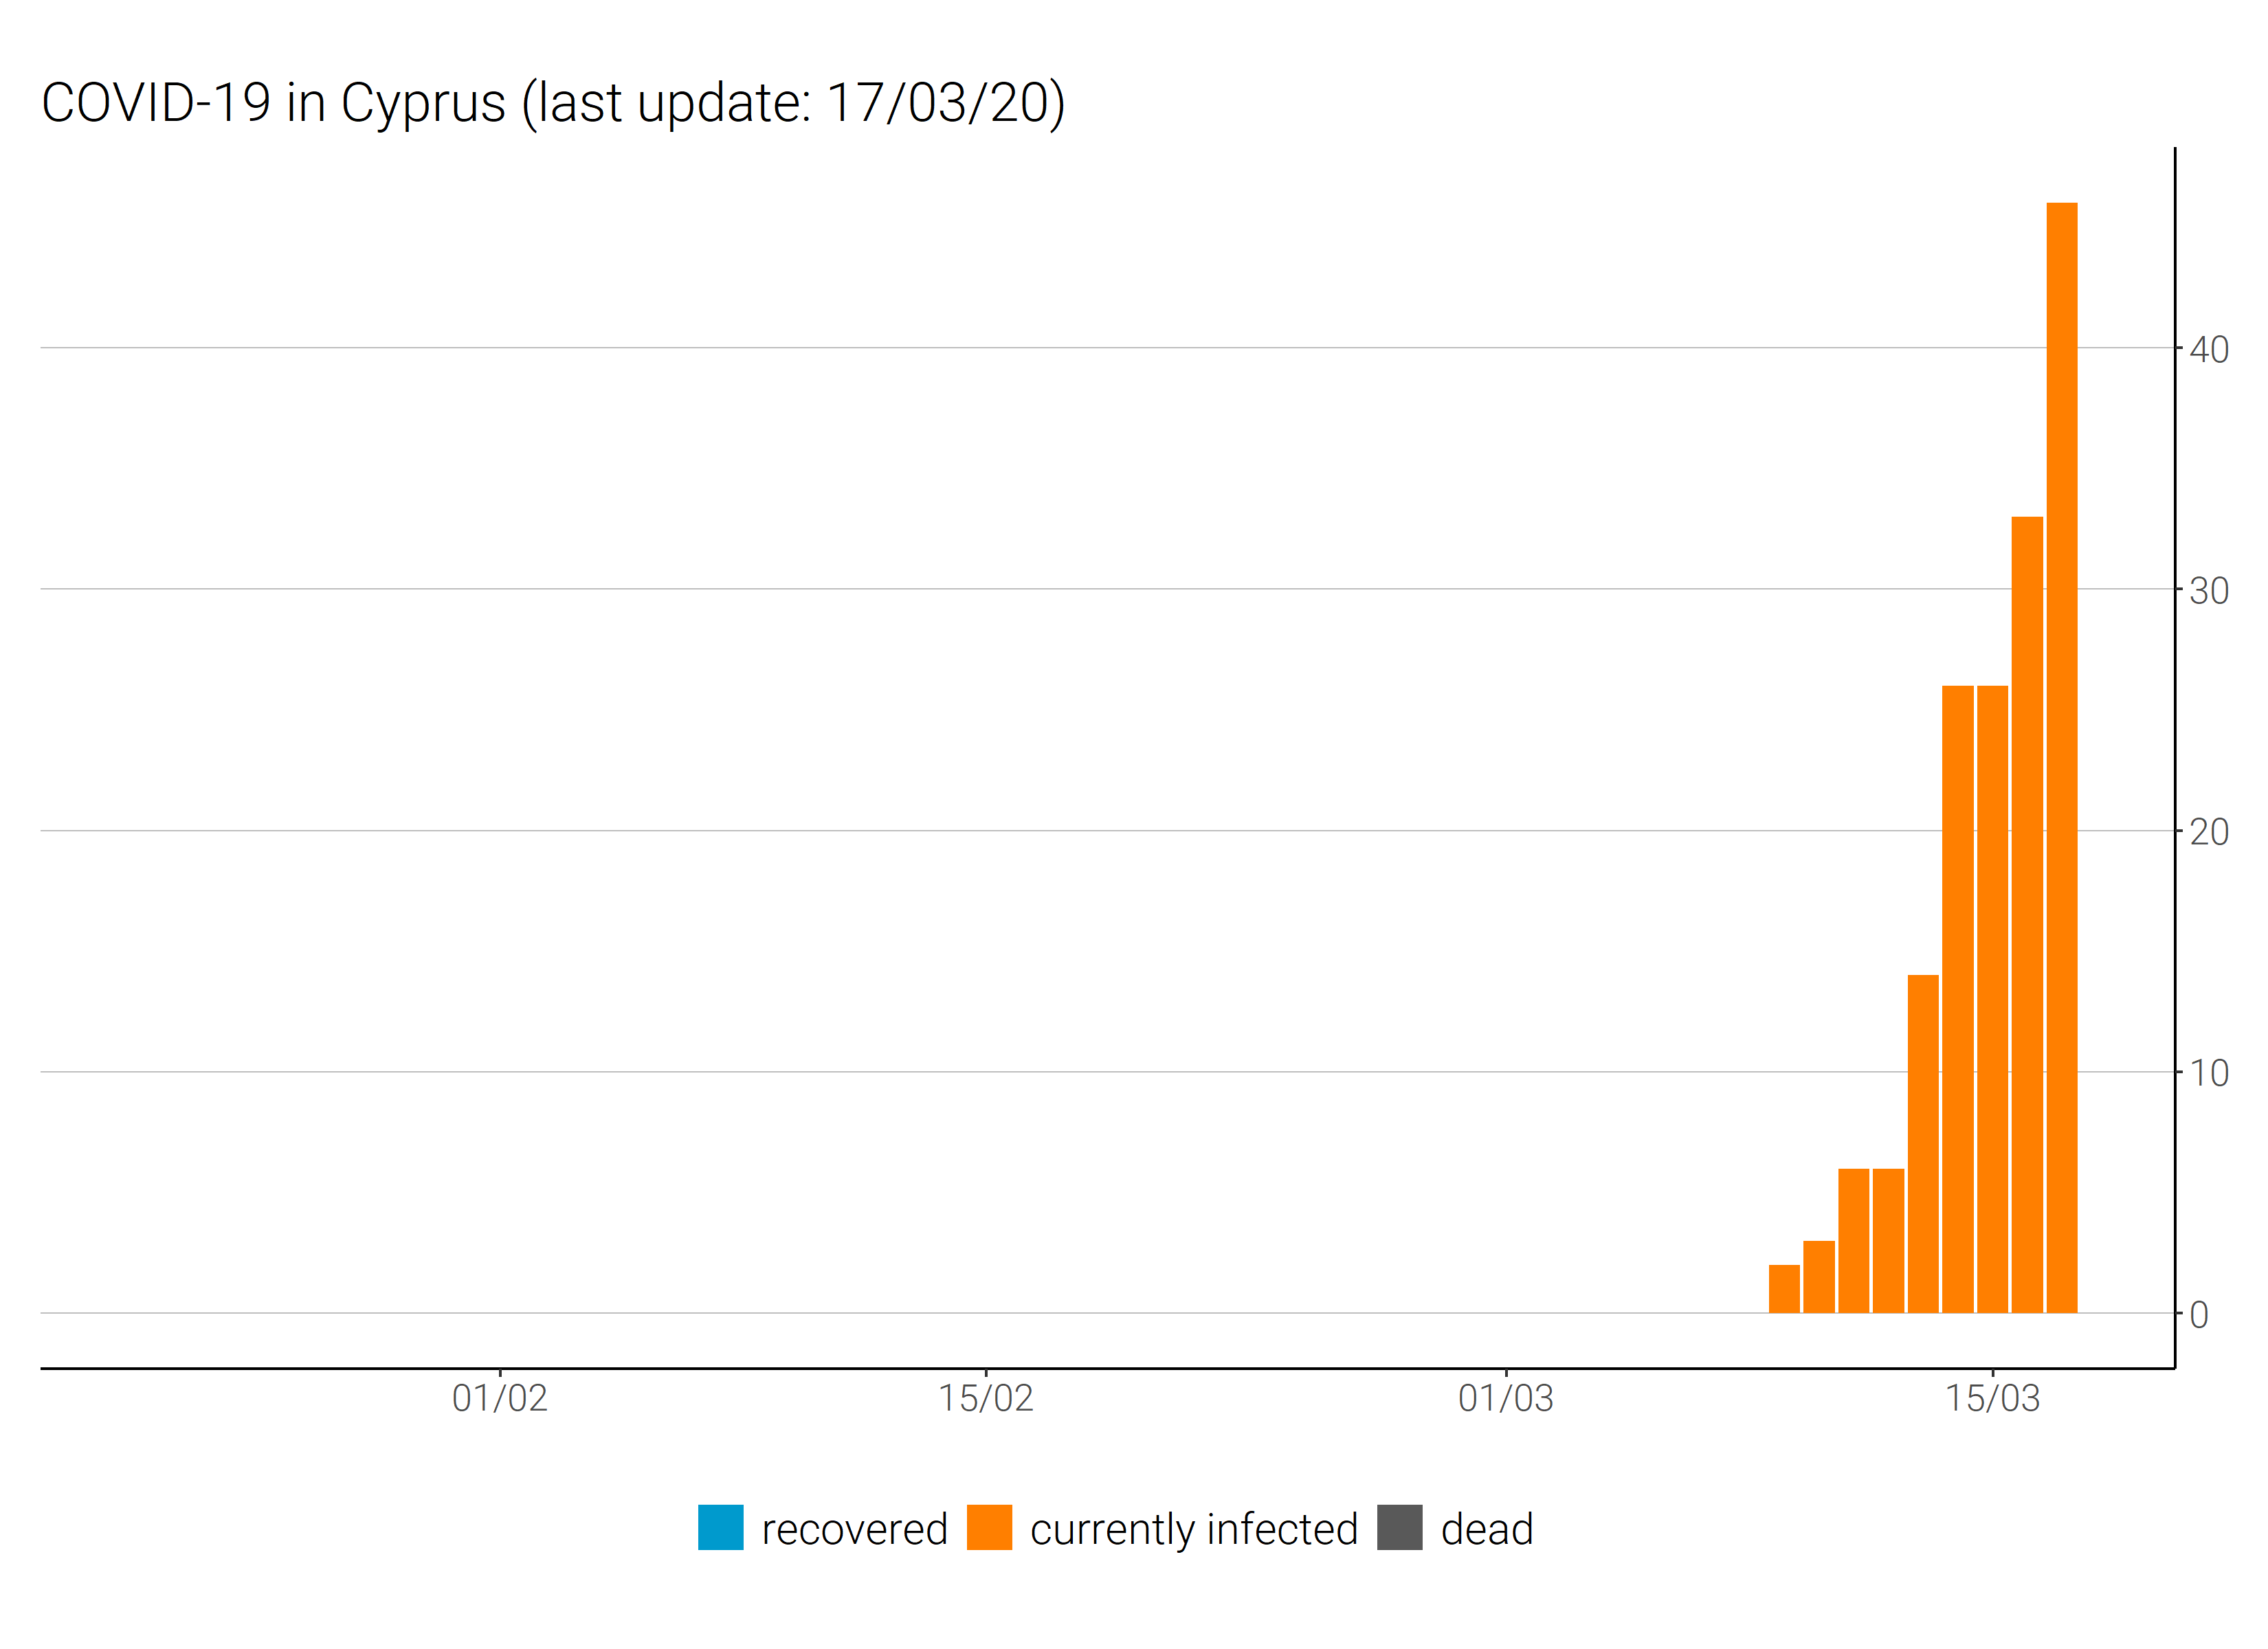 COVID-19 in Cyprus (last update: 17/03/20)
40
30
20
10
0
01/02 15/02 01/03 15/03
recovered currently infected dead